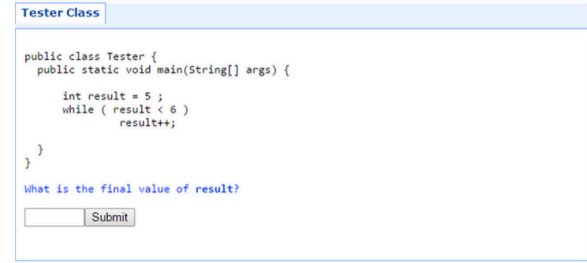 Tester Class
public class Tester {
public static void main(String[] args) {
int result = 5 ;
while ( result < 6 )
result++;
}
}
What is the final value of result?
Submit